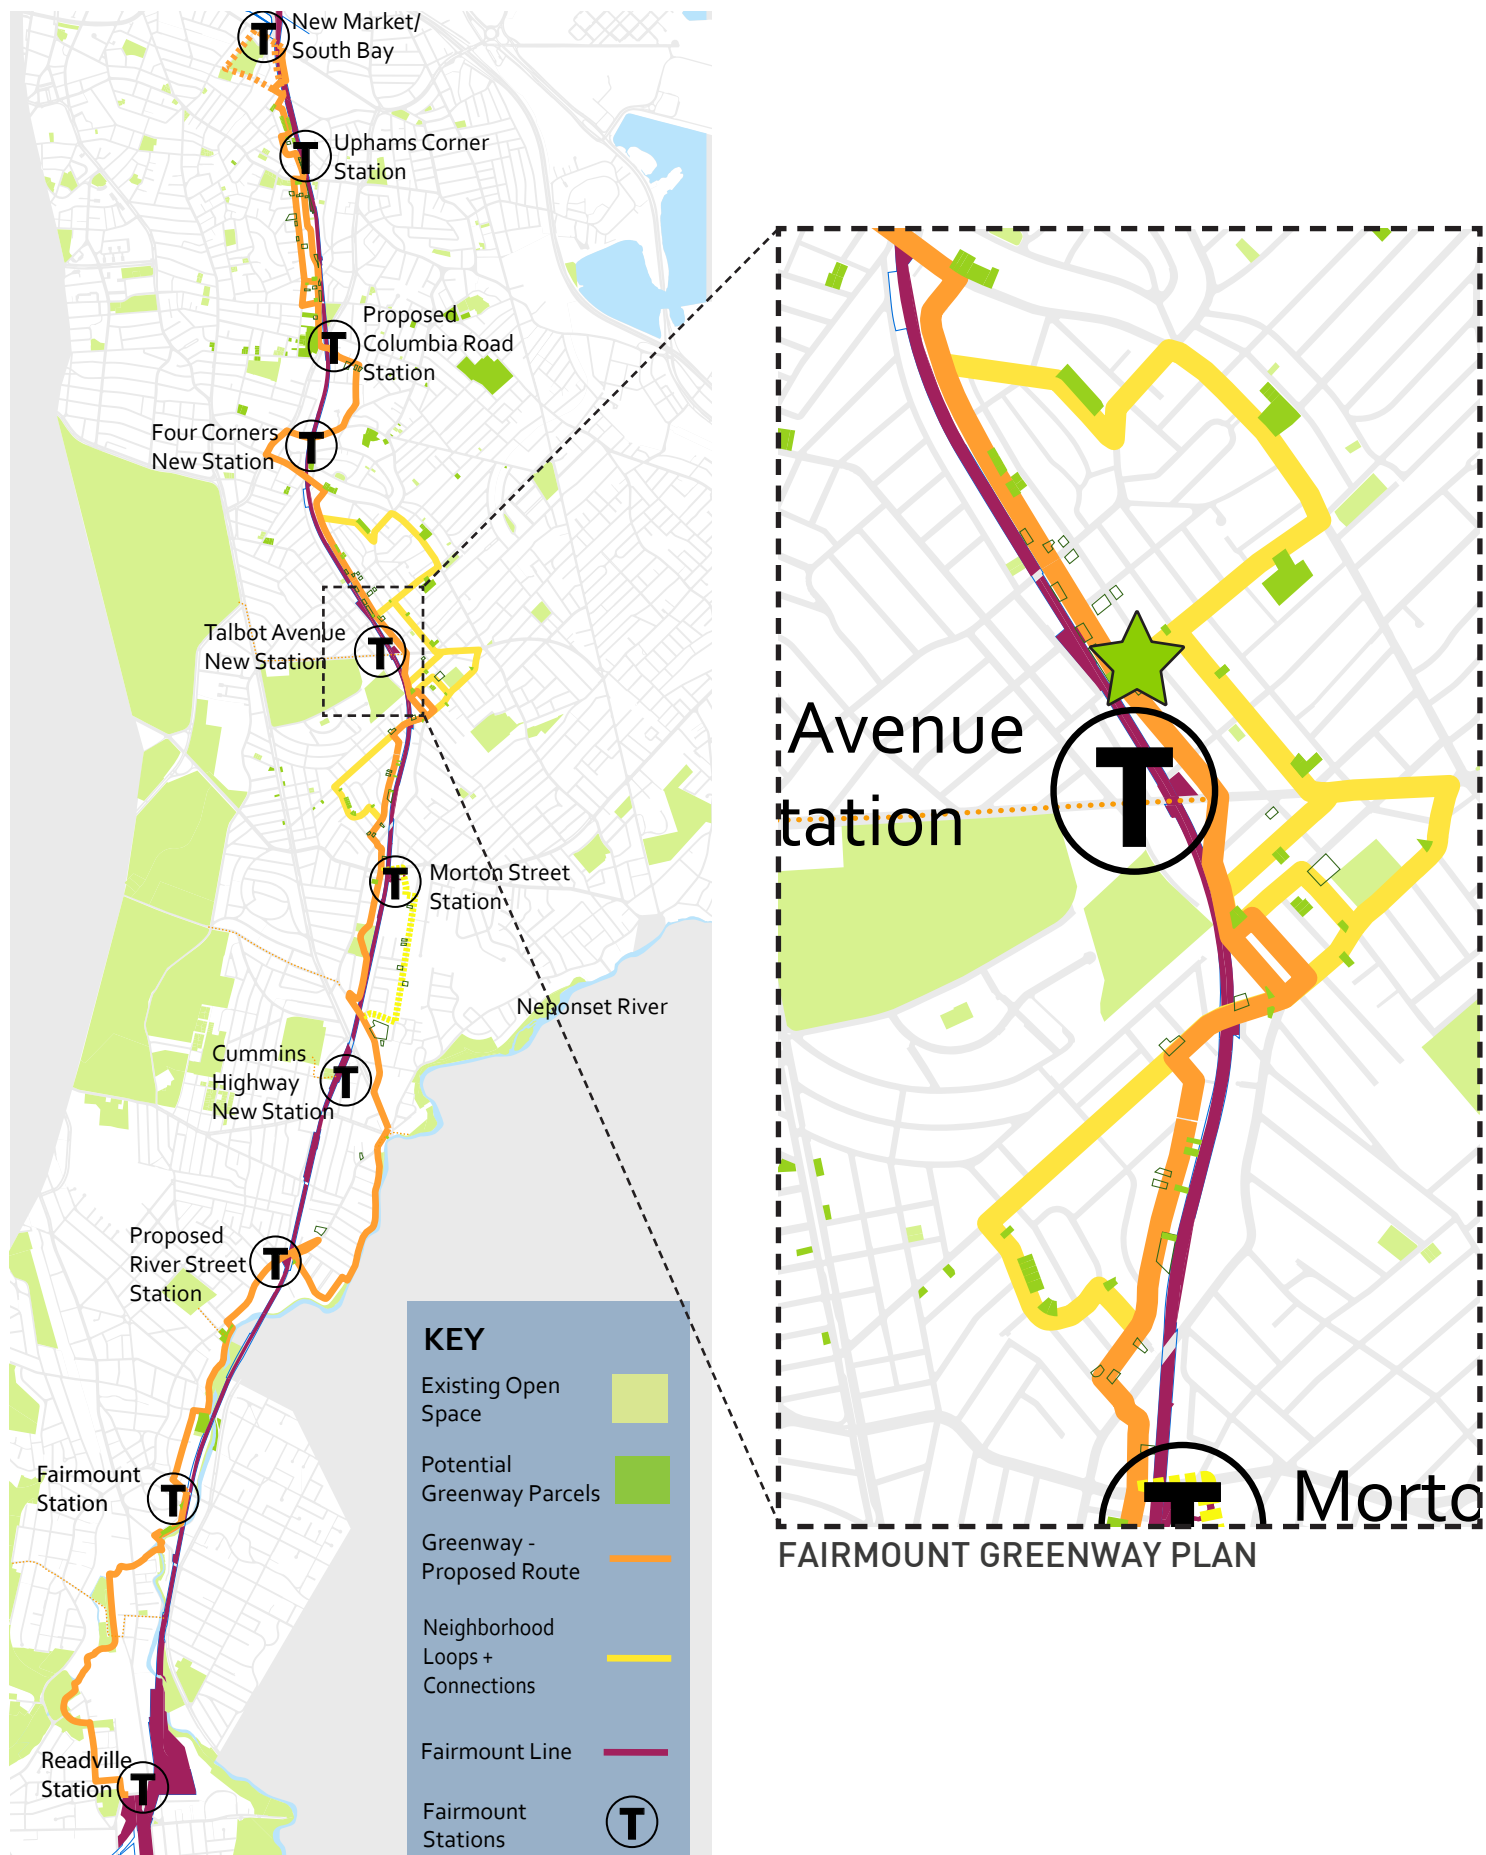 New Market/
South Bay
Uphams Corner
Station
Proposed
Columbia Road
Station
Four Corners
New Station
Talbot Avenue
New Station
Morton Street
Station
Neponset River
Cummins
Highway
New Station
Proposed
River Street
Station
Fairmount
Station
Readville
Station
T
T
T
T
T
T
T
T
T
T
KEY
Existing Open
Space
Potential
Greenway Parcels
Greenway -
Proposed Route
Neighborhood
Loops +
Connections
Fairmount Line
Fairmount
Stations
T
Avenue
tation
T
T
Morto
FAIRMOUNT GREENWAY PLAN